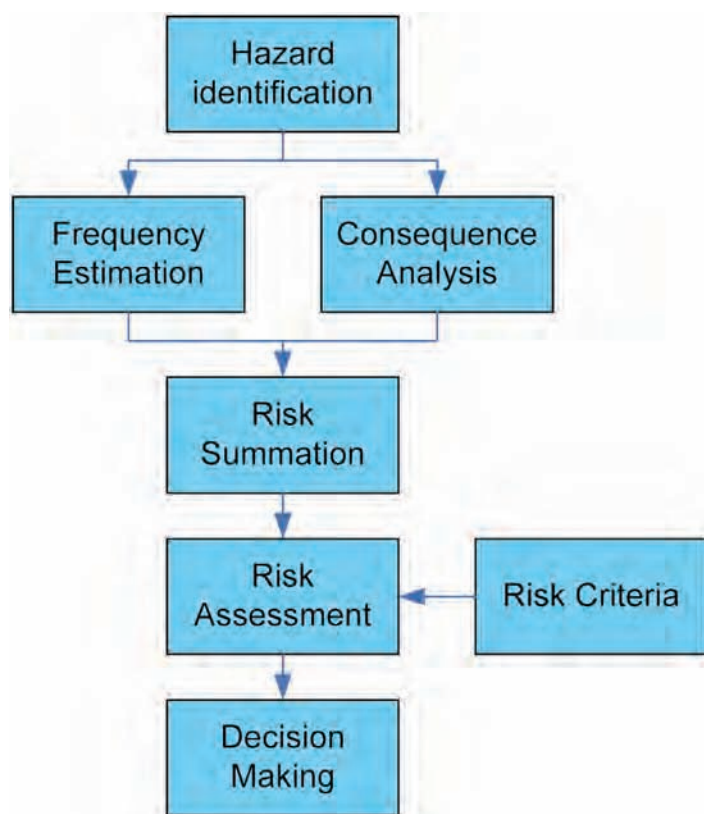 Hazard
identification
Frequency
Estimation
Consequence
Analysis
Risk
Summation
Risk
Assessment
Risk Criteria
Decision
Making